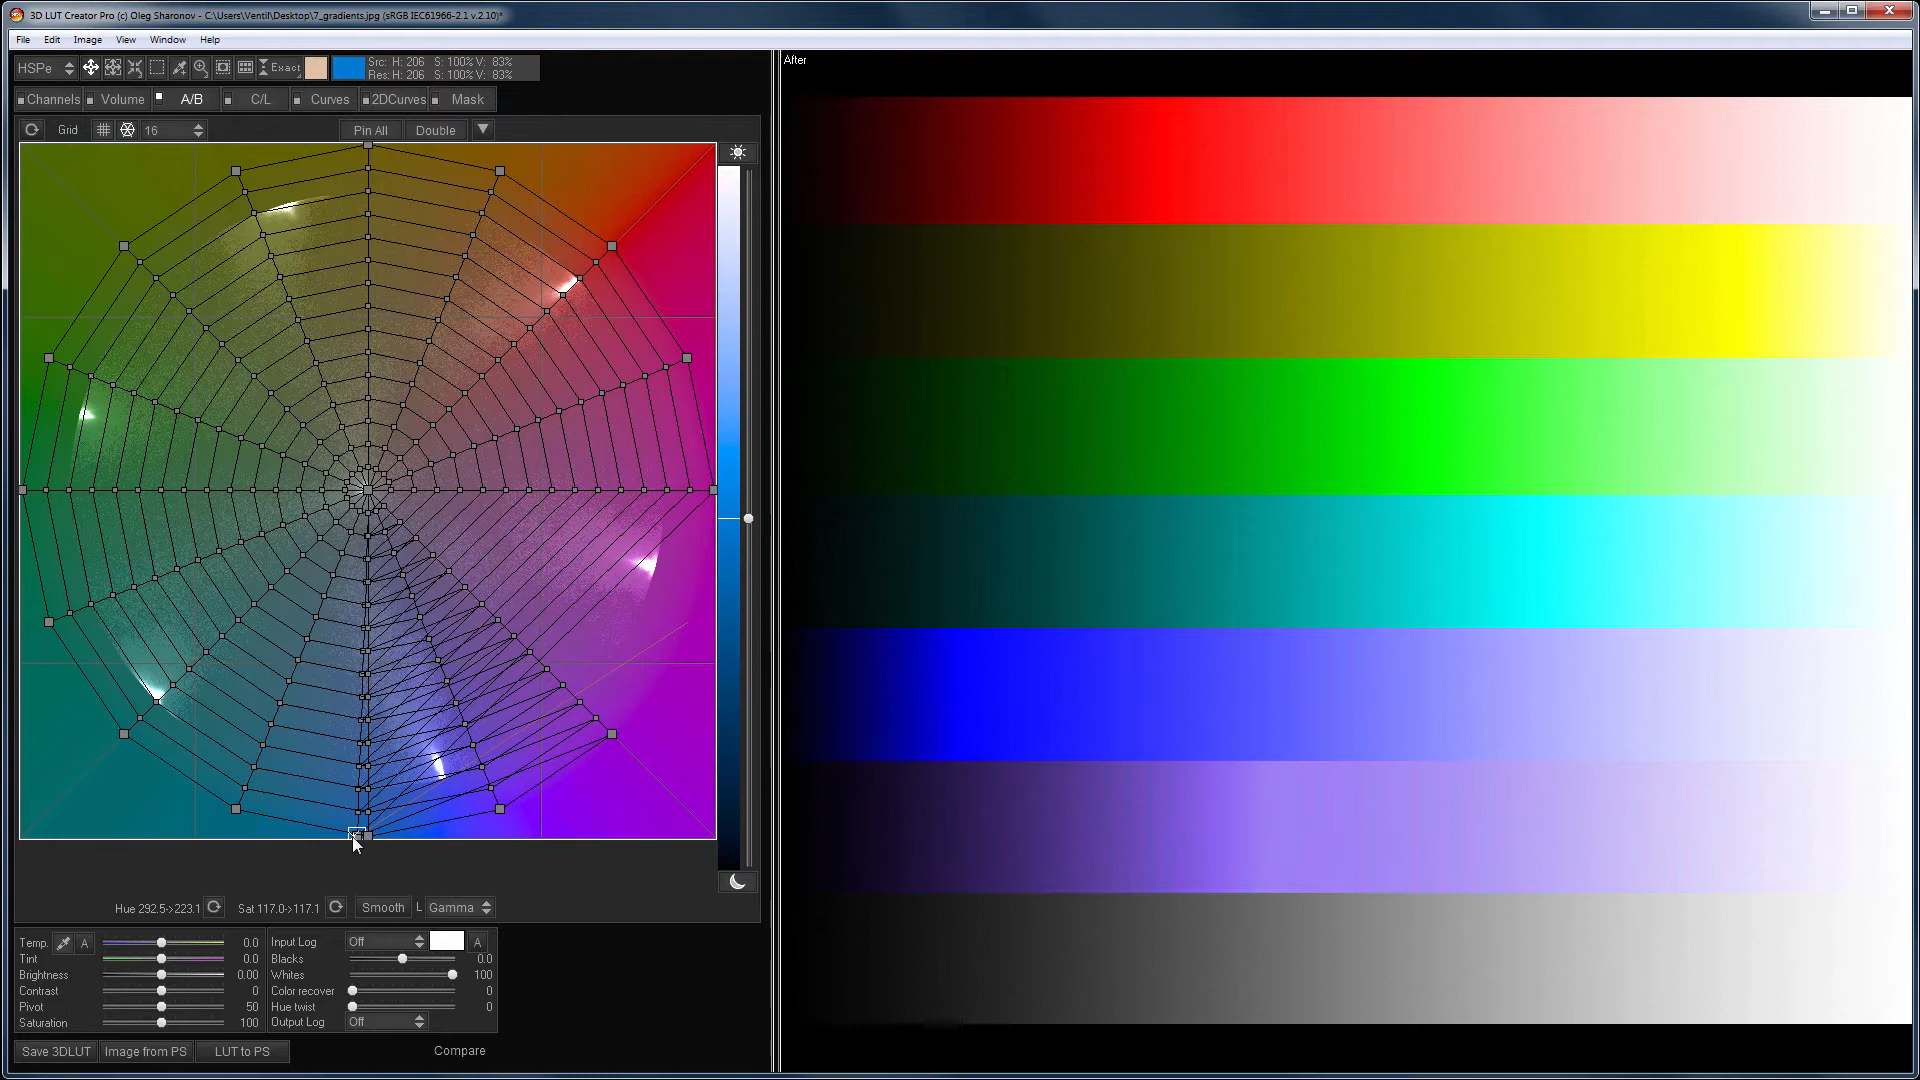 3D LUT Creator Pro (c) Oleg Sharonov - C:\Users\Ventil\Desktop\7_gradients.jpg (sRGB IEC61966-2.1 v.2.10)*
File Edit Image View Window Help
HSPe Exact Src: H: 206 S: 100% V: 83%
Res: H: 206 S: 100% V: 83%
Channels Volume A/B C/L Curves 2DCurves Mask
Grid 16 Pin All Double
After
Hue 292.5->223.1 Sat 117.0->117.1 Smooth L Gamma
Temp. A 0.0 Input Log Off A
Tint 0.0 Blacks 0.0
Brightness 0.00 Whites 100
Contrast 0 Color recover 0
Pivot 50 Hue twist 0
Saturation 100 Output Log Off
Save 3DLUT Image from PS LUT to PS Compare